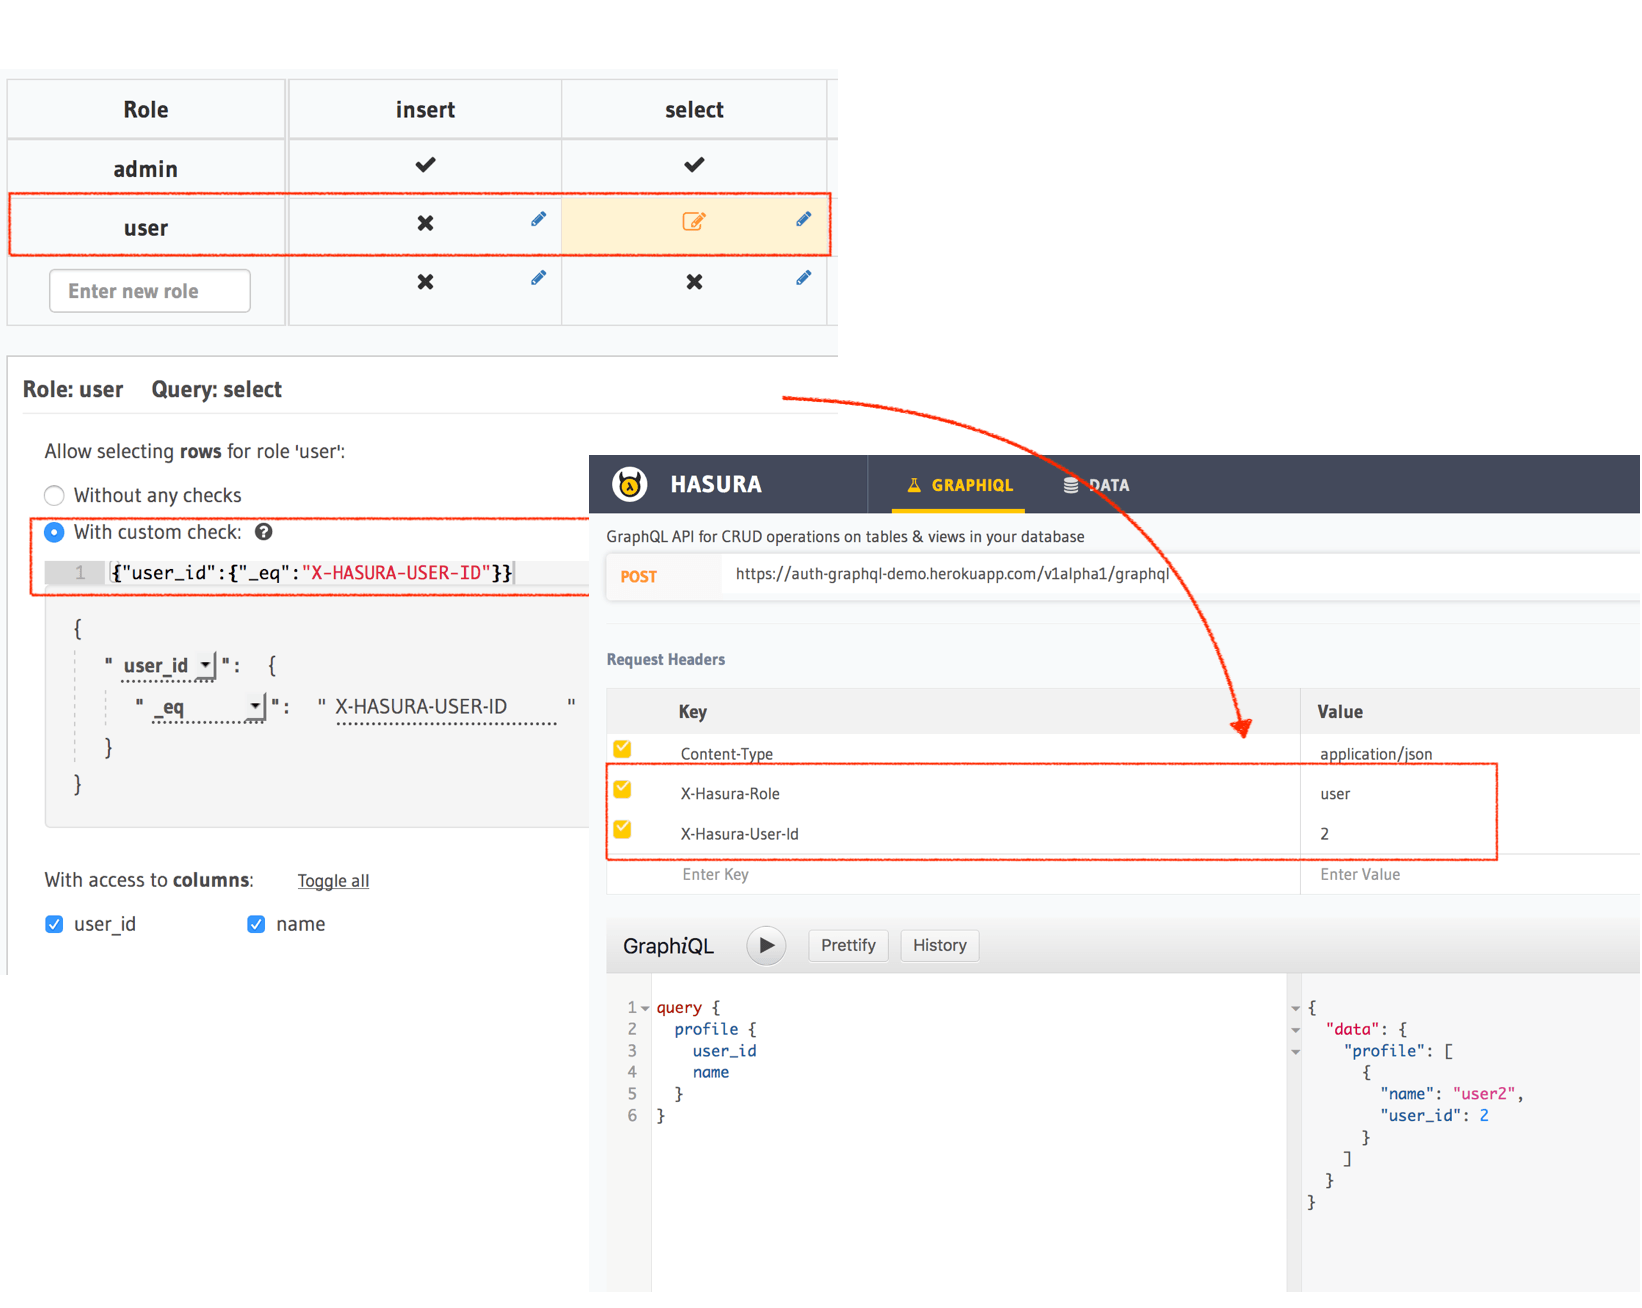 Role insert select
admin
user
Enter new role
Role: user Query: select
Allow selecting rows for role 'user':
Without any checks
With custom check: ?
1 {"user_id":{"_eq":"X-HASURA-USER-ID"}}
{
" user_id ": {
" _eq ": " X-HASURA-USER-ID "
}
}
With access to columns: Toggle all
user_id name
HASURA GRAPHIQL DATA
GraphQL API for CRUD operations on tables & views in your database
POST https://auth-graphql-demo.herokuapp.com/v1alpha1/graphql
Request Headers
Key Value
Content-Type application/json
X-Hasura-Role user
X-Hasura-User-Id 2
Enter Key Enter Value
GraphiQL Prettify History
1 query {
2 profile {
3 user_id
4 name
5 }
6 }
{
"data": {
"profile": [
{
"name": "user2",
"user_id": 2
}
]
}
}